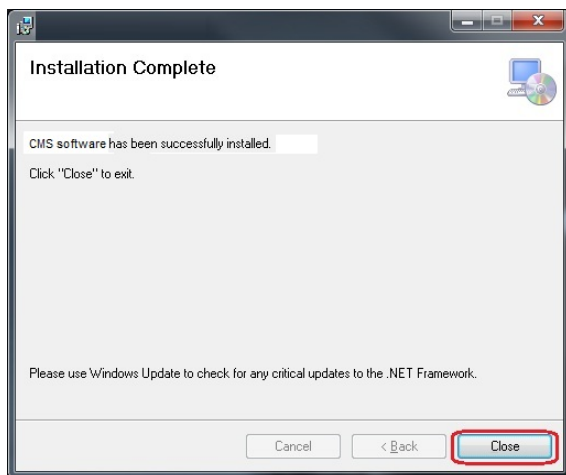 Installation Complete
CMS software has been successfully installed.
Click "Close" to exit.
Please use Windows Update to check for any critical updates to the .NET Framework.
Cancel
< Back
Close